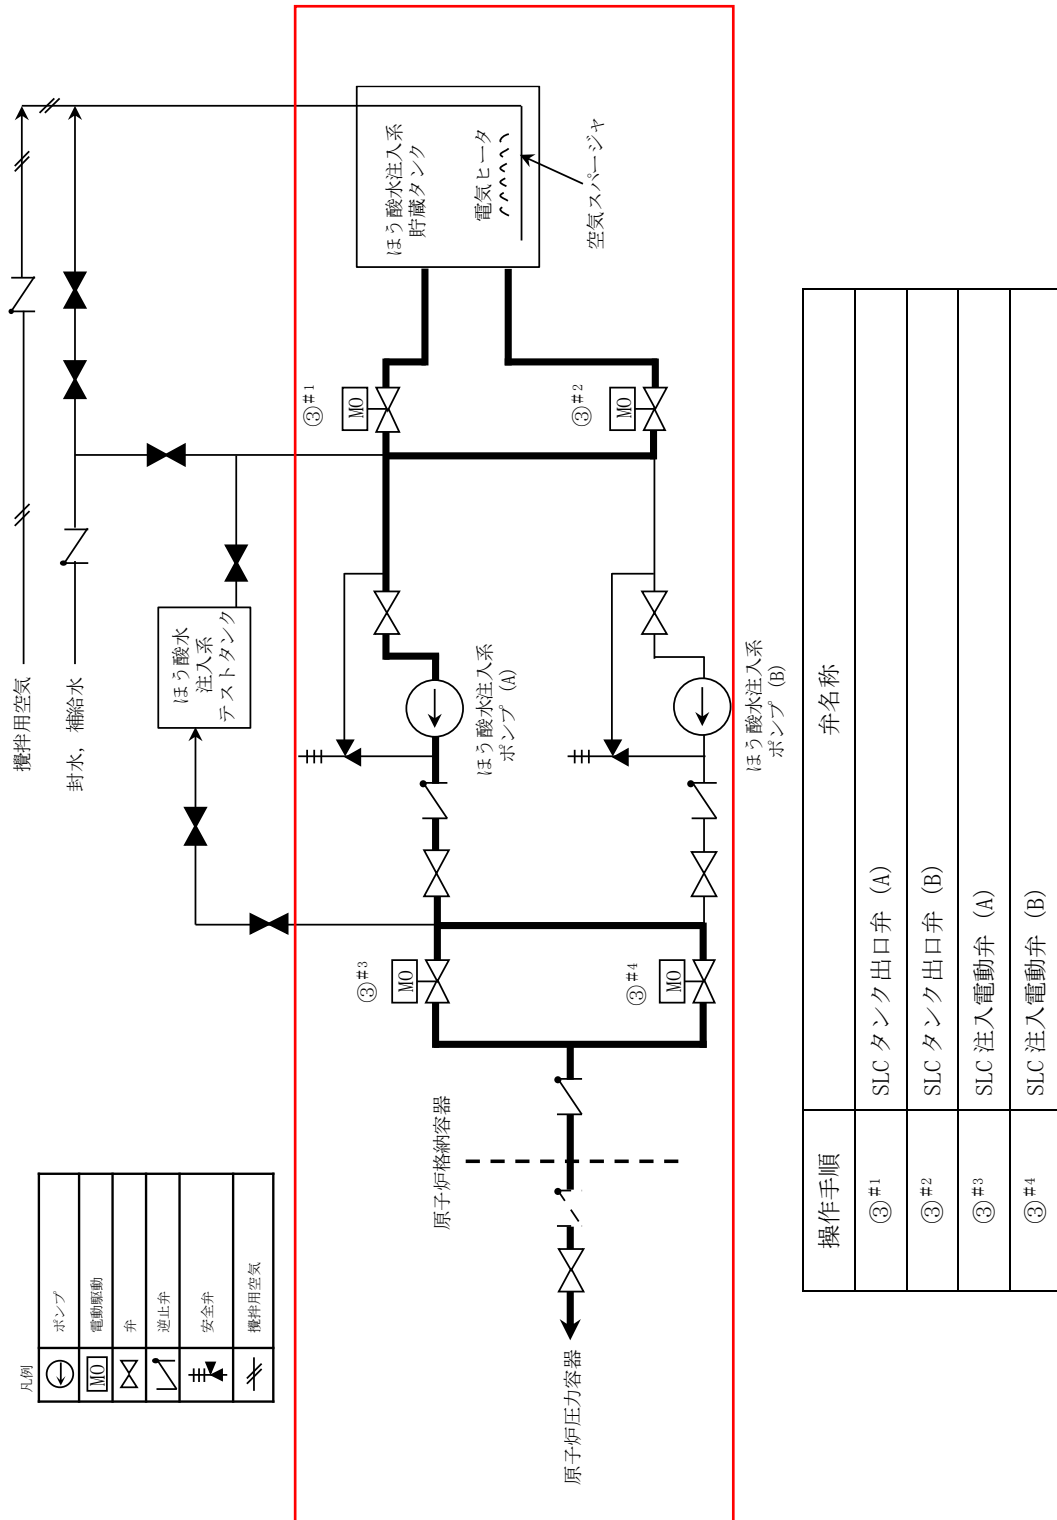 攪拌用空気
封水，補給水
ほう酸水
注入系
テストタンク
ほう酸水注入系
貯蔵タンク
電気ヒータ
空気スパージャ
③#1
MO
③#2
MO
ほう酸水注入系
ポンプ (A)
ほう酸水注入系
ポンプ (B)
③#3
MO
③#4
MO
原子炉格納容器
原子炉圧力容器
凡例
ポンプ
MO 電動駆動
弁
逆止弁
安全弁
攪拌用空気
操作手順 弁名称
③#1 SLC タンク出口弁 (A)
③#2 SLC タンク出口弁 (B)
③#3 SLC 注入電動弁 (A)
③#4 SLC 注入電動弁 (B)